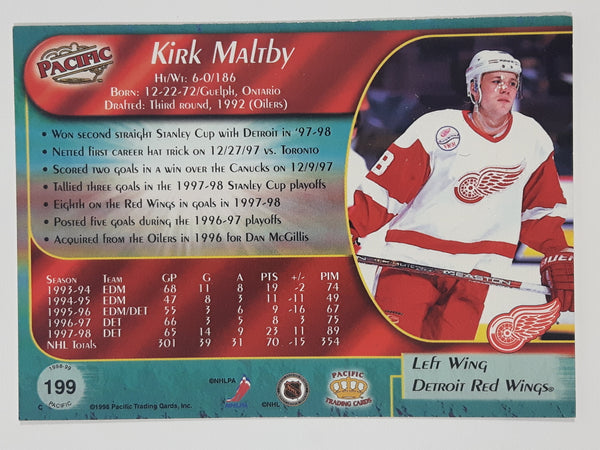 PACIFIC
Kirk Maltby
Ht/Wt: 6-0/186
Born: 12-22-72/Guelph, Ontario
Drafted: Third round, 1992 (Oilers)
• Won second straight Stanley Cup with Detroit in '97-98
• Netted first career hat trick on 12/27/97 vs. Toronto
• Scored two goals in a win over the Canucks on 12/9/97
• Tallied three goals in the 1997-98 Stanley Cup playoffs
• Eighth on the Red Wings in goals in 1997-98
• Posted five goals during the 1996-97 playoffs
• Acquired from the Oilers in 1996 for Dan McGillis
Season Team GP G A PTS +/- PIM
1993-94 EDM 68 11 8 19 -2 74
1994-95 EDM 47 8 3 11 -11 49
1995-96 EDM/DET 55 3 6 9 -16 67
1996-97 DET 66 3 5 8 3 75
1997-98 DET 65 14 9 23 11 89
NHL Totals 301 39 31 70 -15 354
8
EASTON
Left Wing
Detroit Red Wings®
1998-99
199
PACIFIC
C
©1998 Pacific Trading Cards, Inc.
©NHLPA
NHLPA
©NHL
PACIFIC
TRADING CARDS